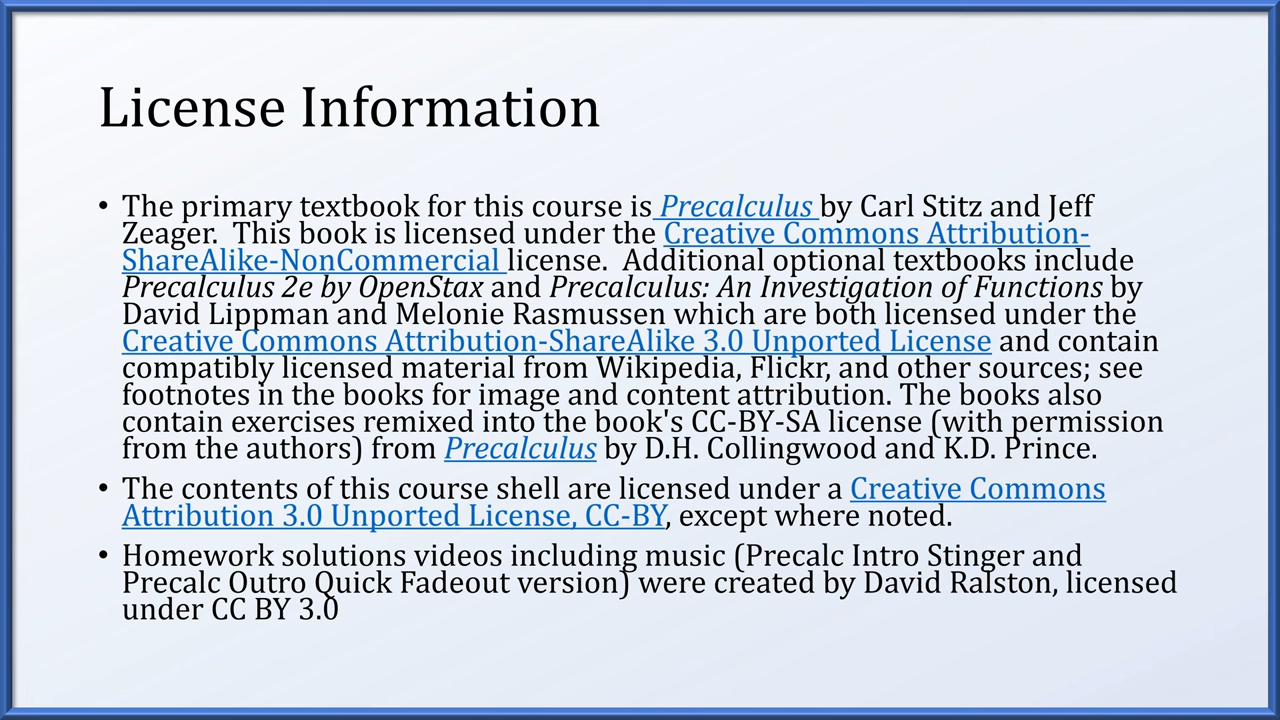 License Information
• The primary textbook for this course is Precalculus by Carl Stitz and Jeff
Zeager.  This book is licensed under the Creative Commons Attribution-
ShareAlike-NonCommercial license.  Additional optional textbooks include
Precalculus 2e by OpenStax and Precalculus: An Investigation of Functions by
David Lippman and Melonie Rasmussen which are both licensed under the
Creative Commons Attribution-ShareAlike 3.0 Unported License and contain
compatibly licensed material from Wikipedia, Flickr, and other sources; see
footnotes in the books for image and content attribution. The books also
contain exercises remixed into the book's CC-BY-SA license (with permission
from the authors) from Precalculus by D.H. Collingwood and K.D. Prince.
• The contents of this course shell are licensed under a Creative Commons
Attribution 3.0 Unported License, CC-BY, except where noted.
• Homework solutions videos including music (Precalc Intro Stinger and
Precalc Outro Quick Fadeout version) were created by David Ralston, licensed
under CC BY 3.0